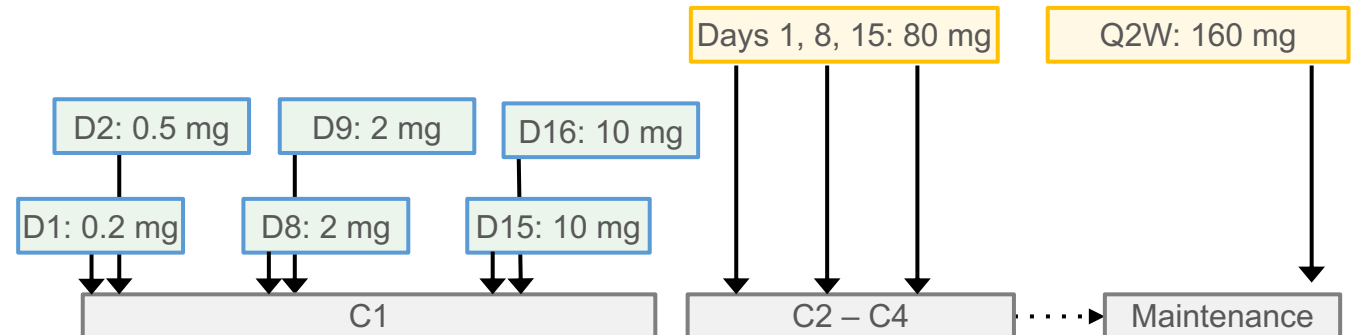 Days 1, 8, 15: 80 mg
Q2W: 160 mg
D2: 0.5 mg
D9: 2 mg
D16: 10 mg
D1: 0.2 mg
D8: 2 mg
D15: 10 mg
C1
C2 – C4
Maintenance